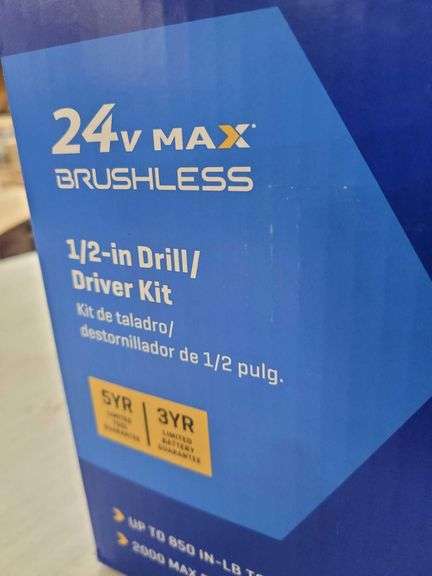 24V MAX
BRUSHLESS
1/2-in Drill/
Driver Kit
Kit de taladro/
destornillador de 1/2 pulg.
5YR
LIMITED
TOOL
GUARANTEE
3YR
LIMITED
BATTERY
GUARANTEE
UP TO 850 IN-LB
2000 MAX